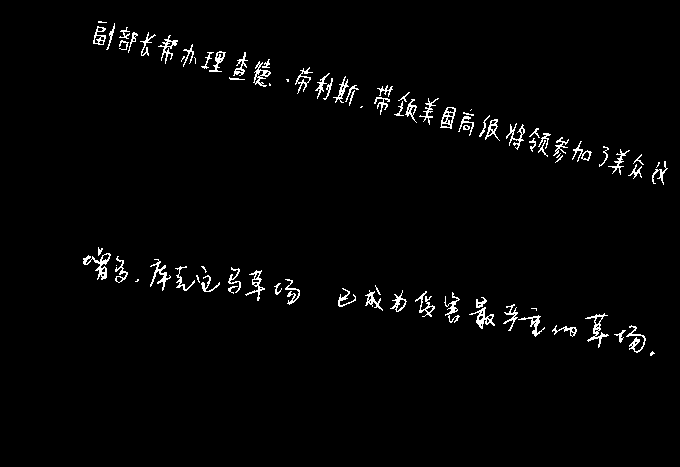 副部长帮办理查德·劳利斯,带领美国高级将领参加了美众议
增多,库克它马草场 已成为伤害最严重的草场.